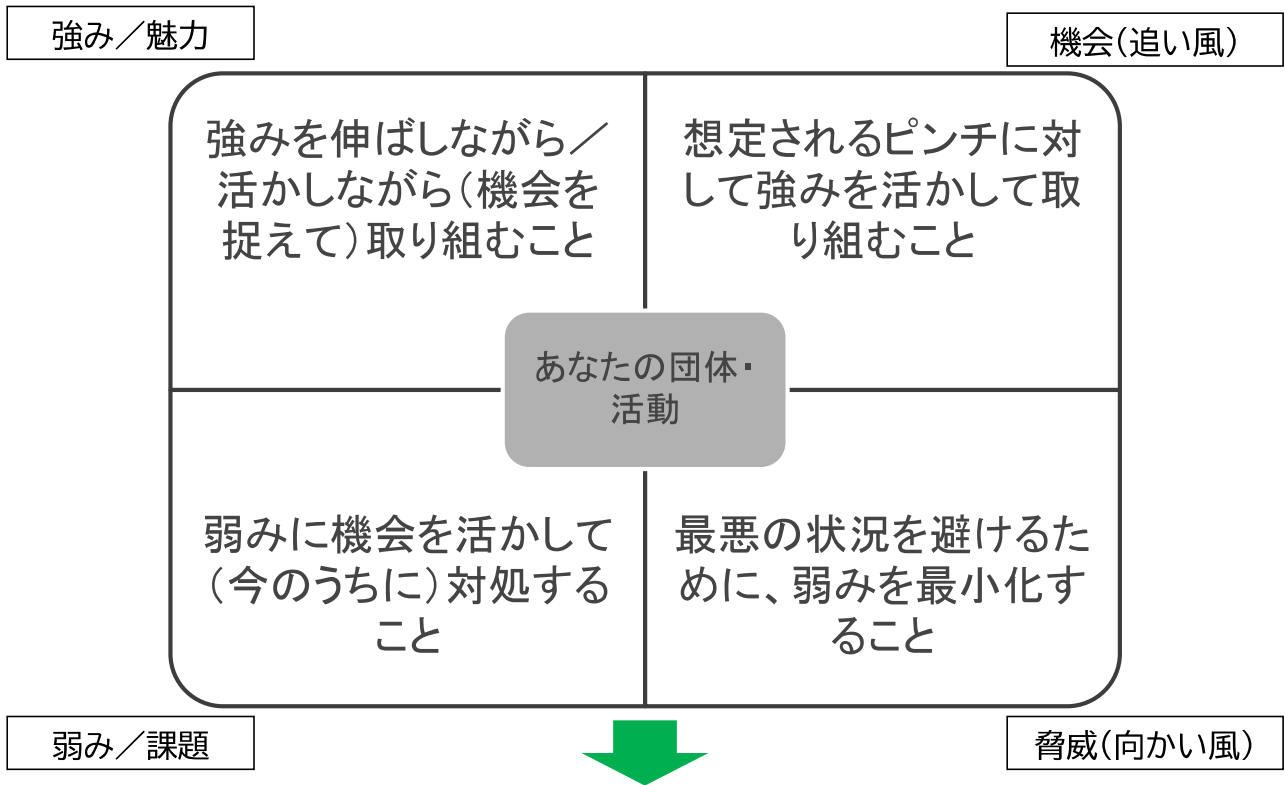 強み／魅力
機会（追い風）
強みを伸ばしながら／
活かしながら（機会を
捉えて）取り組むこと
想定されるピンチに対
して強みを活かして取
り組むこと
あなたの団体・
活動
弱みに機会を活かして
（今のうちに）対処する
こと
最悪の状況を避けるた
めに、弱みを最小化す
ること
弱み／課題
脅威（向かい風）